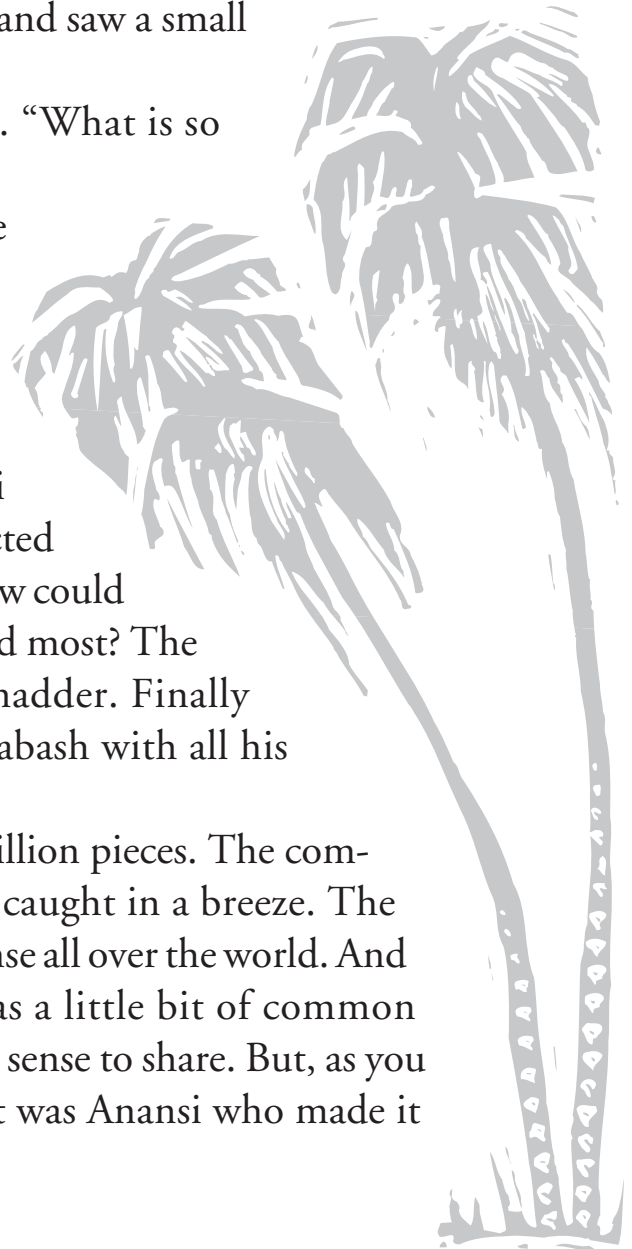 and saw a small
. “What is so
e
i
cted
w could
d most? The
nadder. Finally
abash with all his
illion pieces. The com-
caught in a breeze. The
nse all over the world. And
as a little bit of common
sense to share. But, as you
t was Anansi who made it